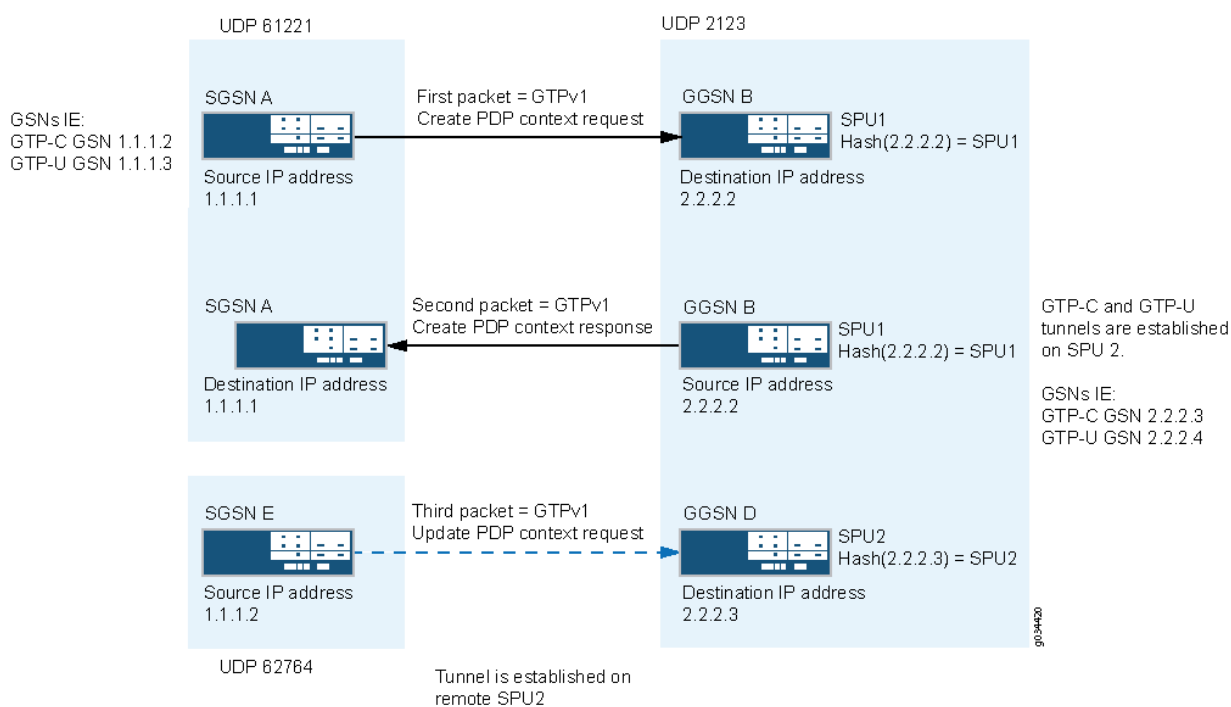 UDP 61221
UDP 2123
GSNs IE:
GTP-C GSN 1.1.1.2
GTP-U GSN 1.1.1.3
SGSN A
Source IP address
1.1.1.1
First packet = GTPv1
Create PDP context request
GGSN B
SPU1
Hash(2.2.2.2) = SPU1
Destination IP address
2.2.2.2
SGSN A
Destination IP address
1.1.1.1
Second packet = GTPv1
Create PDP context response
GGSN B
SPU1
Hash(2.2.2.2) = SPU1
Source IP address
2.2.2.2
GTP-C and GTP-U
tunnels are established
on SPU 2.
GSNs IE:
GTP-C GSN 2.2.2.3
GTP-U GSN 2.2.2.4
SGSN E
Source IP address
1.1.1.2
Third packet = GTPv1
Update PDP context request
GGSN D
SPU2
Hash(2.2.2.3) = SPU2
Destination IP address
2.2.2.3
g034420
UDP 62764
Tunnel is established on
remote SPU2